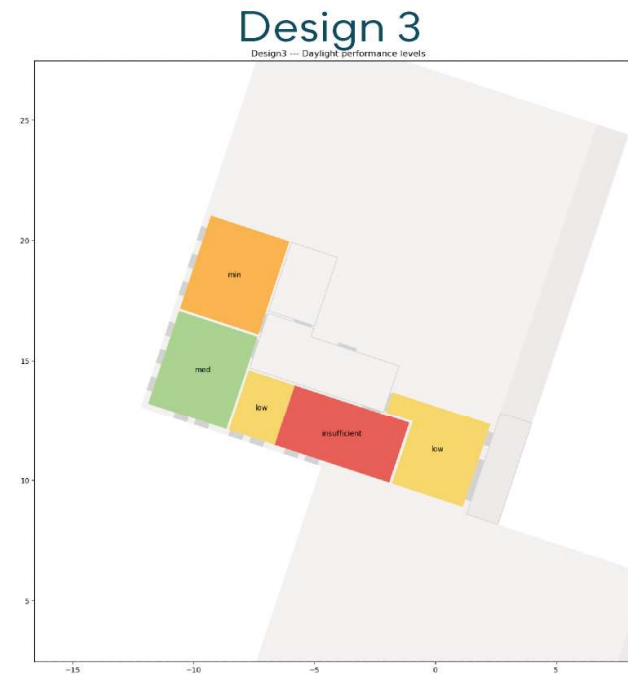 Design 3
Design3 --- Daylight performance levels
25
20
min
15
med
low
insufficient
low
10
5
-15
-10
-5
0
5